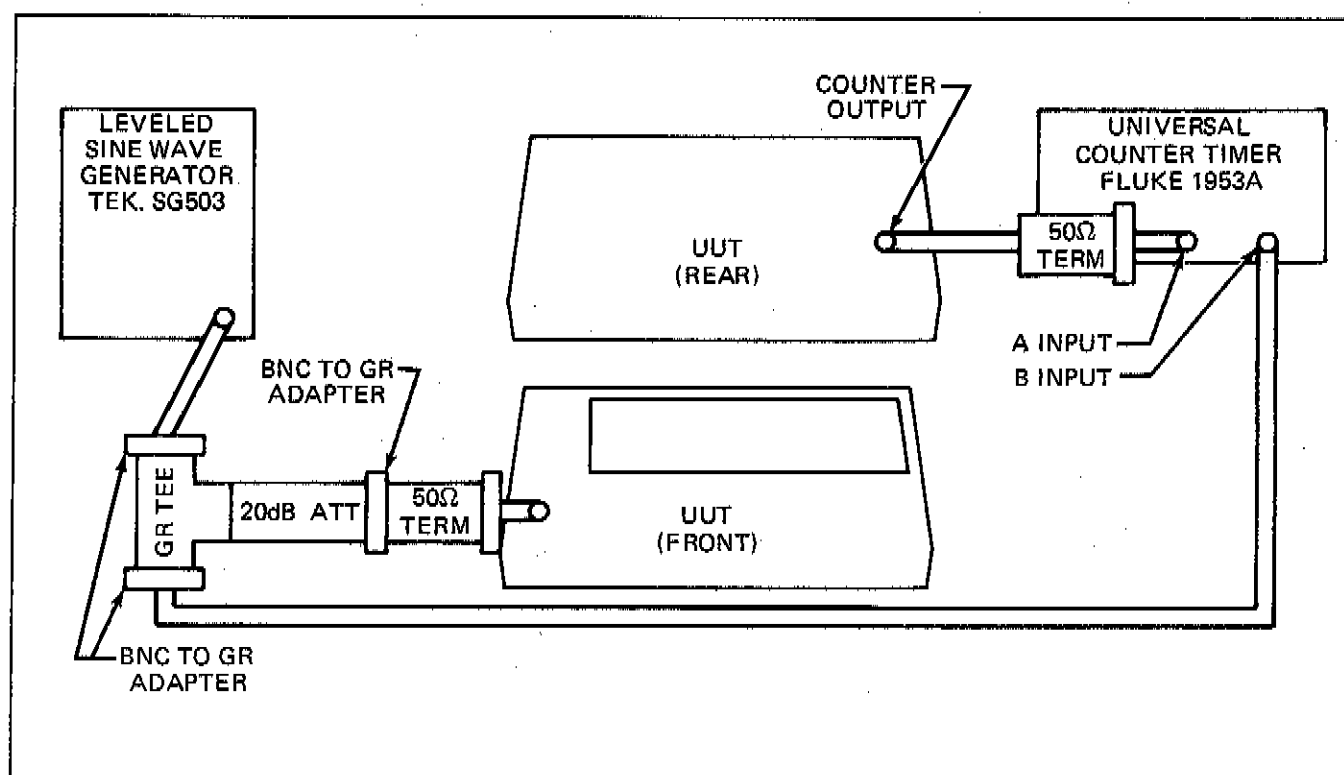 LEVELED
SINE WAVE
GENERATOR
TEK. SG503
COUNTER
OUTPUT
UNIVERSAL
COUNTER TIMER
FLUKE 1953A
UUT
(REAR)
50Ω
TERM
A INPUT
B INPUT
BNC TO GR
ADAPTER
GR TEE
20dB ATT
50Ω
TERM
UUT
(FRONT)
BNC TO GR
ADAPTER